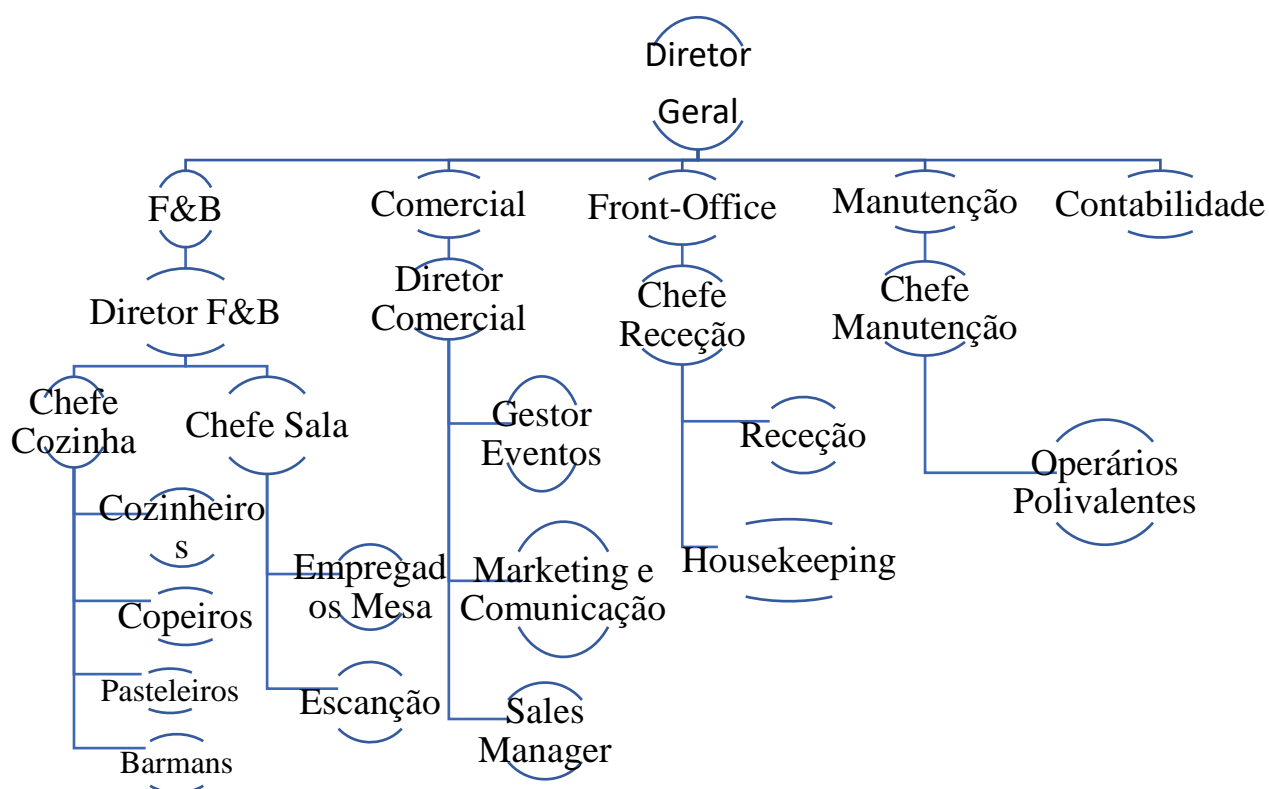 Diretor
Geral
F&B
Comercial
Front-Office
Manutenção
Contabilidade
Diretor F&B
Diretor
Comercial
Chefe
Receção
Chefe
Manutenção
Chefe
Cozinha
Chefe Sala
Gestor
Eventos
Receção
Operários
Polivalentes
Cozinheiro
s
Empregad
os Mesa
Marketing e
Comunicação
Housekeeping
Copeiros
Pasteleiros
Escanção
Sales
Manager
Barmans